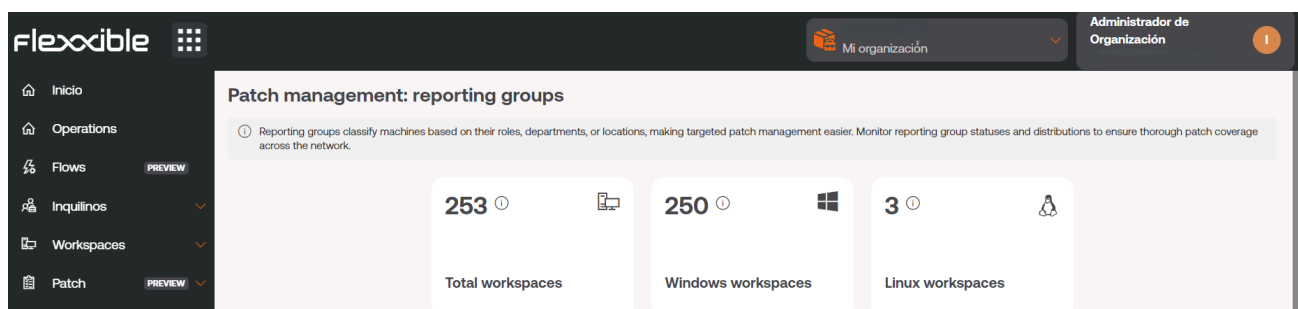 Flexxible
Mi organización
Administrador de
Organización
I
Inicio
Operations
Flows PREVIEW
Inquilinos
Workspaces
Patch PREVIEW
Patch management: reporting groups
Reporting groups classify machines based on their roles, departments, or locations, making targeted patch management easier. Monitor reporting group statuses and distributions to ensure thorough patch coverage
across the network.
253
Total workspaces
250
Windows workspaces
3
Linux workspaces